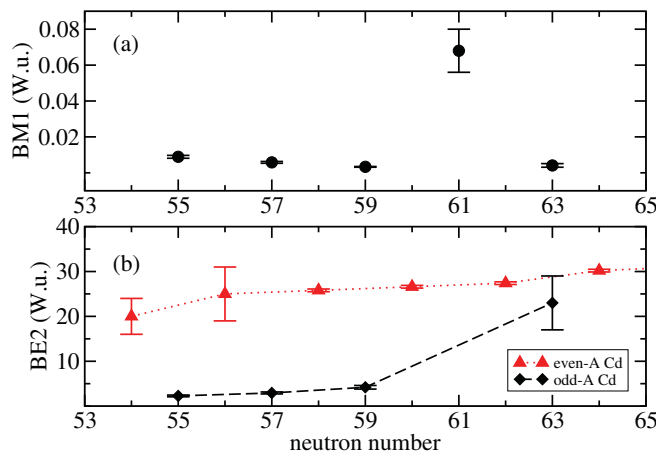 0.08
0.06
0.04
0.02
BM1 (W.u.)
(a)
53 55 57 59 61 63 65
40
30
20
10
BE2 (W.u.)
(b)
even-A Cd
odd-A Cd
53 55 57 59 61 63 65
neutron number